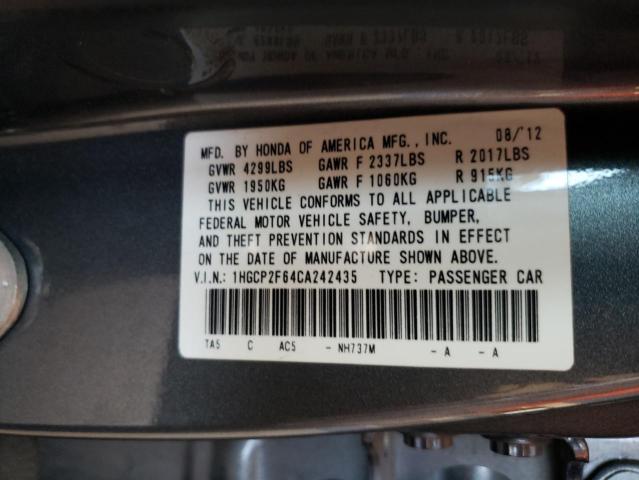 MFD. BY HONDA OF AMERICA MFG., INC. 08/'12
GVWR 4299LBS GAWR F 2337LBS R 2017LBS
GVWR 1950KG GAWR F 1060KG R 915KG
THIS VEHICLE CONFORMS TO ALL APPLICABLE
FEDERAL MOTOR VEHICLE SAFETY, BUMPER,
AND THEFT PREVENTION STANDARDS IN EFFECT
ON THE DATE OF MANUFACTURE SHOWN ABOVE.
V.I.N.: 1HGCP2F64CA242435 TYPE: PASSENGER CAR
TA5 C AC5 - NH737M - A - A